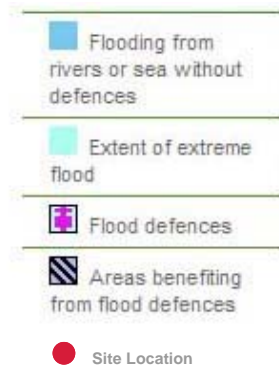 Flooding from
rivers or sea without
defences
Extent of extreme
flood
Flood defences
Areas benefiting
from flood defences
Site Location